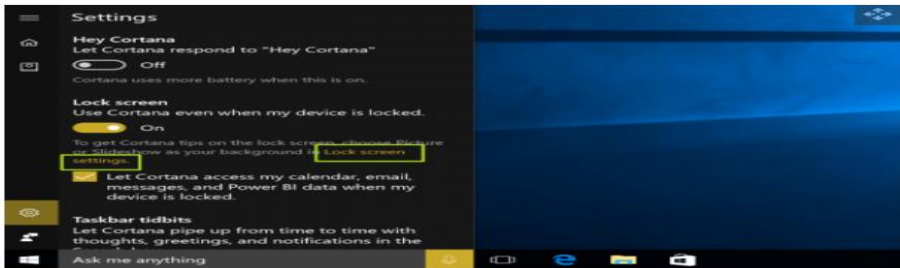 Settings
Hey Cortana
Let Cortana respond to "Hey Cortana"
Off
Cortana uses more battery when this is on.
Lock screen
Use Cortana even when my device is locked.
On
To get Cortana tips on the lock screen, choose Picture
or Slideshow as your background in Lock screen
settings.
Let Cortana access my calendar, email,
messages, and Power BI data when my
device is locked.
Taskbar tidbits
Let Cortana pipe up from time to time with
thoughts, greetings, and notifications in the
Ask me anything